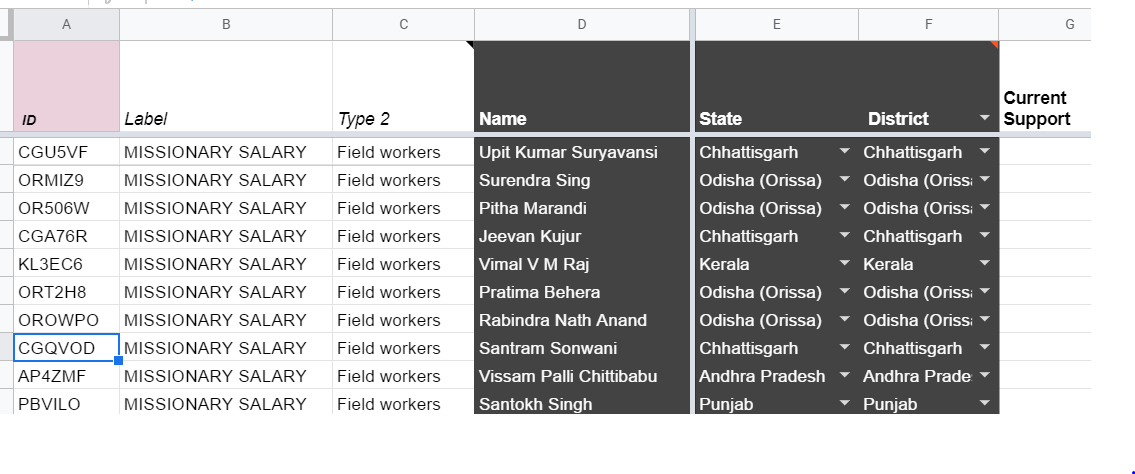 A B C D E F G
ID Label Type 2 Name State District Current Support
CGU5VF MISSIONARY SALARY Field workers Upit Kumar Suryavansi Chhattisgarh Chhattisgarh
ORMIZ9 MISSIONARY SALARY Field workers Surendra Sing Odisha (Orissa) Odisha (Oriss
OR506W MISSIONARY SALARY Field workers Pitha Marandi Odisha (Orissa) Odisha (Oriss
CGA76R MISSIONARY SALARY Field workers Jeevan Kujur Chhattisgarh Chhattisgarh
KL3EC6 MISSIONARY SALARY Field workers Vimal V M Raj Kerala Kerala
ORT2H8 MISSIONARY SALARY Field workers Pratima Behera Odisha (Orissa) Odisha (Oriss
OROWPO MISSIONARY SALARY Field workers Rabindra Nath Anand Odisha (Orissa) Odisha (Oriss
CGQVOD MISSIONARY SALARY Field workers Santram Sonwani Chhattisgarh Chhattisgarh
AP4ZMF MISSIONARY SALARY Field workers Vissam Palli Chittibabu Andhra Pradesh Andhra Prade
PBVILO MISSIONARY SALARY Field workers Santokh Singh Punjab Punjab